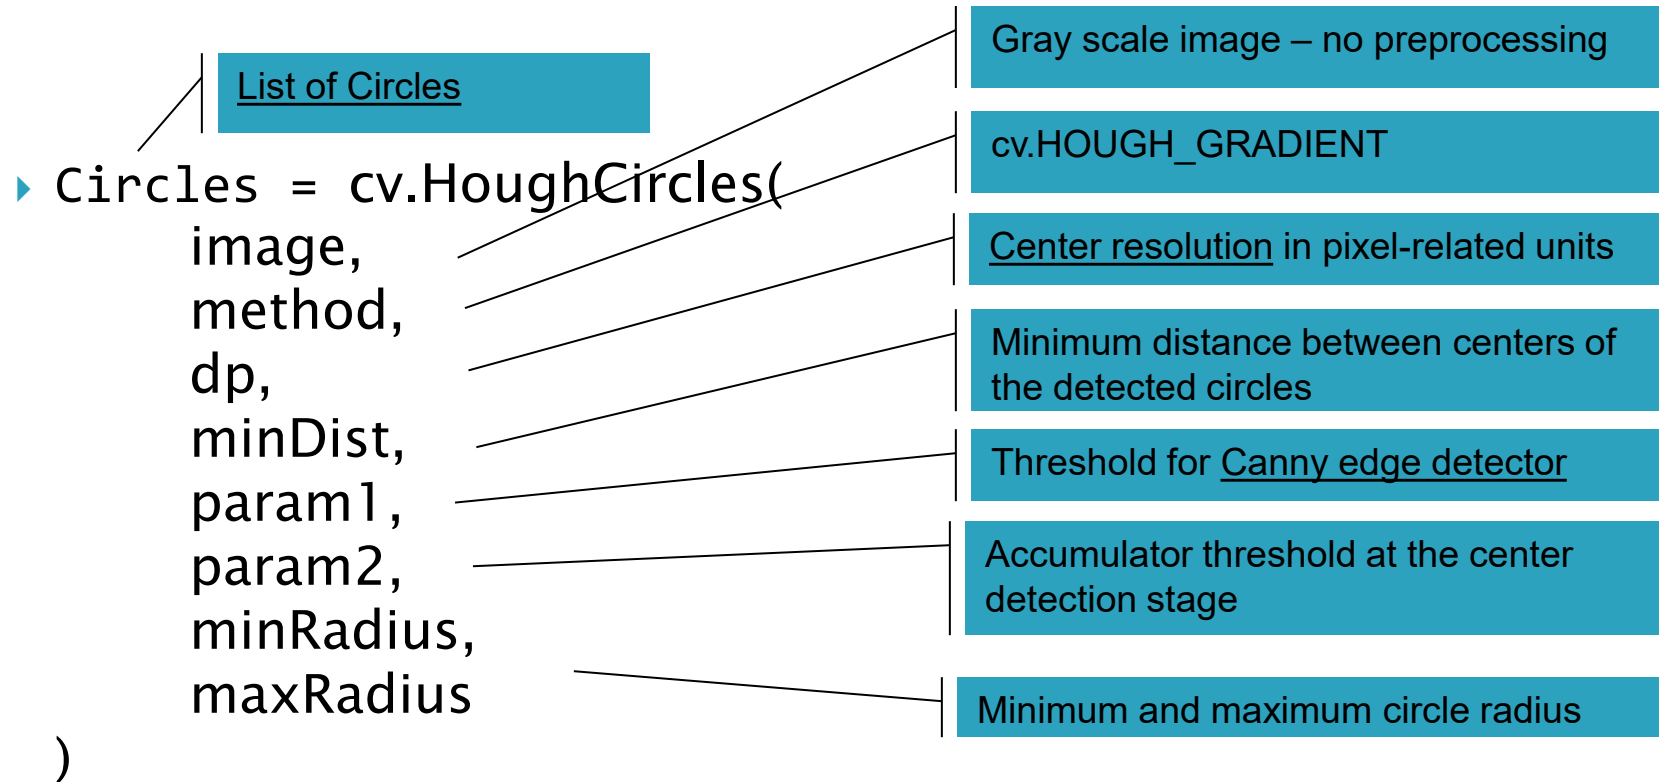 List of Circles
Circles = cv.HoughCircles(
image,
method,
dp,
minDist,
param1,
param2,
minRadius,
maxRadius
)
Gray scale image – no preprocessing
cv.HOUGH_GRADIENT
Center resolution in pixel-related units
Minimum distance between centers of
the detected circles
Threshold for Canny edge detector
Accumulator threshold at the center
detection stage
Minimum and maximum circle radius